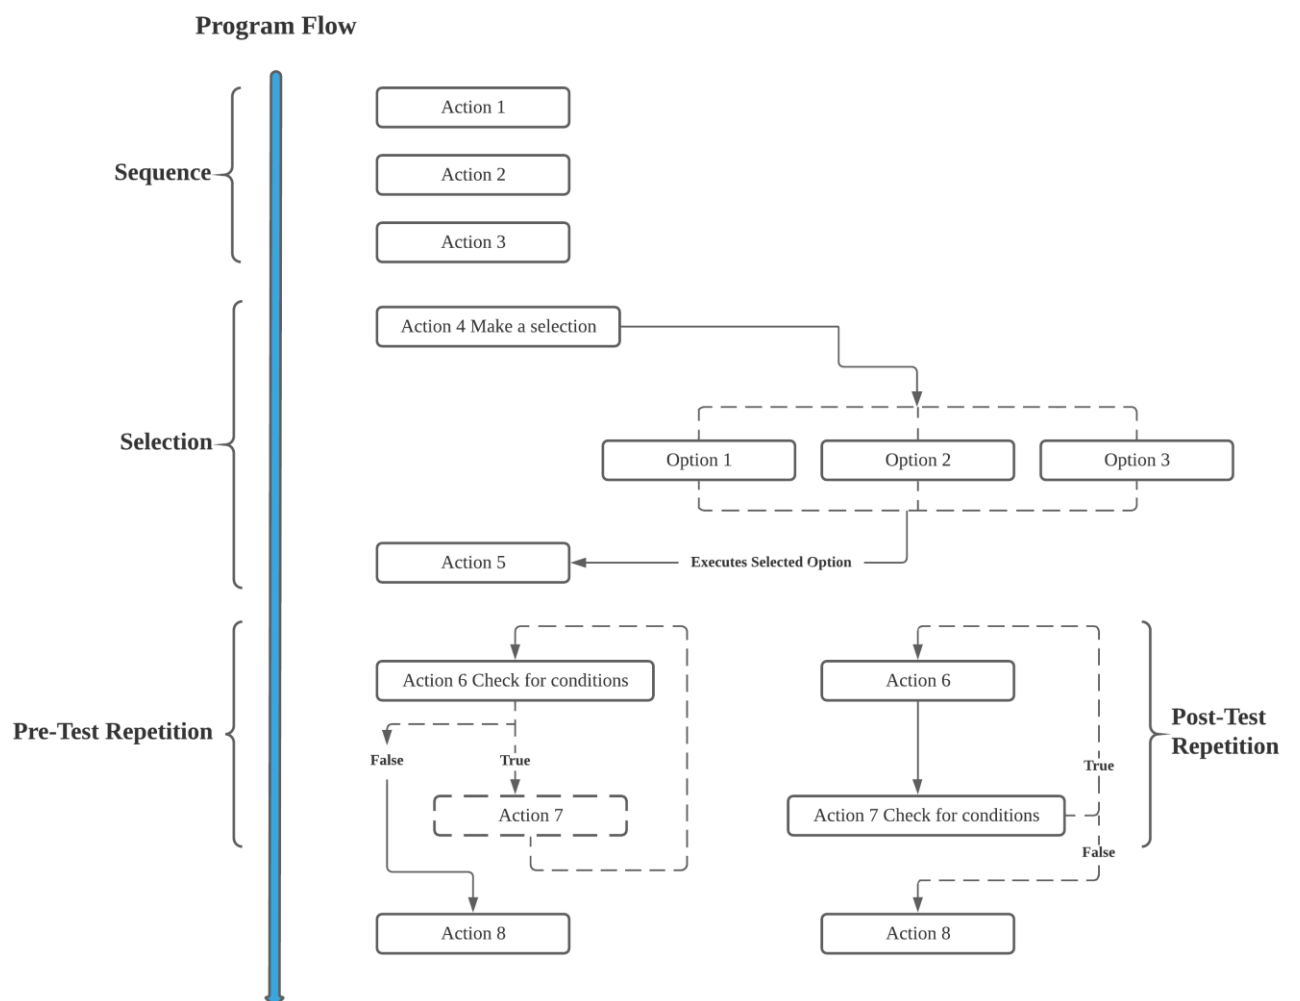 Program Flow
Action 1
Sequence
Action 2
Action 3
Action 4 Make a selection
Selection
Option 1
Option 2
Option 3
Action 5
Executes Selected Option
Pre-Test Repetition
Action 6 Check for conditions
False
True
Action 7
Action 8
Action 6
Post-Test
Repetition
True
Action 7 Check for conditions
False
Action 8